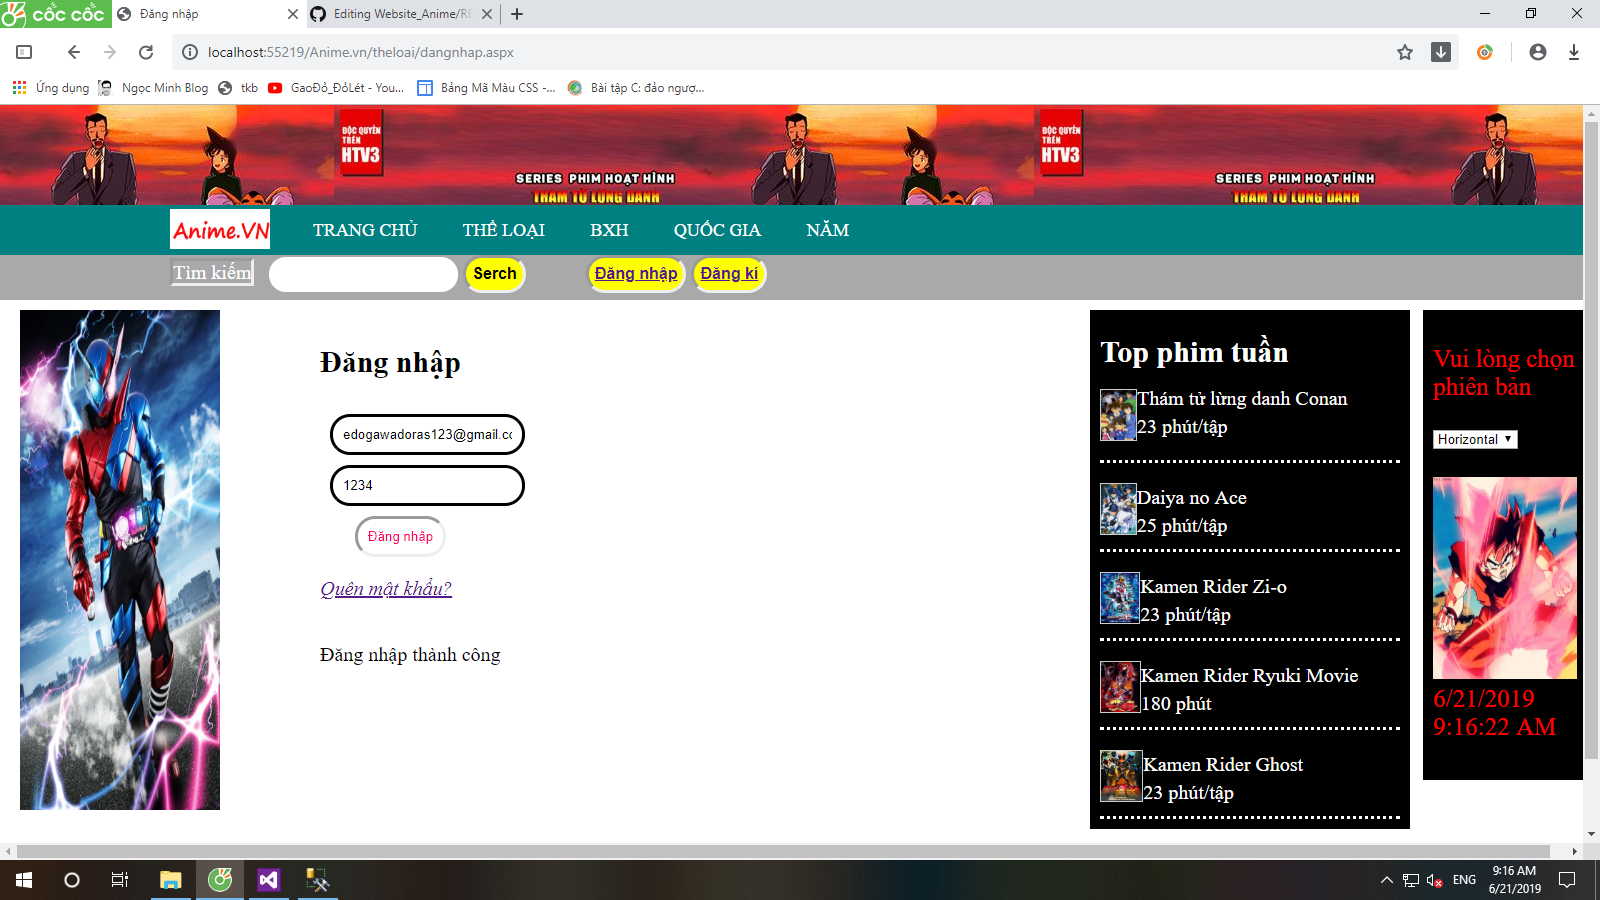 cốc cốc
Đăng nhập
Editing Website_Anime/RE
localhost:55219/Anime.vn/theloai/dangnhap.aspx
Ứng dụng
Ngọc Minh Blog
tkb
GaoĐỏ_ĐỏLét - You...
Bảng Mã Màu CSS -...
Bài tập C: đảo ngượ...
ĐỘC QUYỀN
TRÊN
HTV3
SERIES PHIM HOẠT HÌNH
THÁM TỬ LỪNG DANH
ĐỘC QUYỀN
TRÊN
HTV3
SERIES PHIM HOẠT HÌNH
THÁM TỬ LỪNG DANH
Anime.VN
TRANG CHỦ
THỂ LOẠI
BXH
QUỐC GIA
NĂM
Tìm kiếm
Serch
Đăng nhập
Đăng kí
Đăng nhập
edogawadoras123@gmail.co
1234
Đăng nhập
Quên mật khẩu?
Đăng nhập thành công
Top phim tuần
Thám tử lừng danh Conan
23 phút/tập
Daiya no Ace
25 phút/tập
Kamen Rider Zi-o
23 phút/tập
Kamen Rider Ryuki Movie
180 phút
Kamen Rider Ghost
23 phút/tập
Vui lòng chọn
phiên bản
Horizontal
6/21/2019
9:16:22 AM
ENG
9:16 AM
6/21/2019